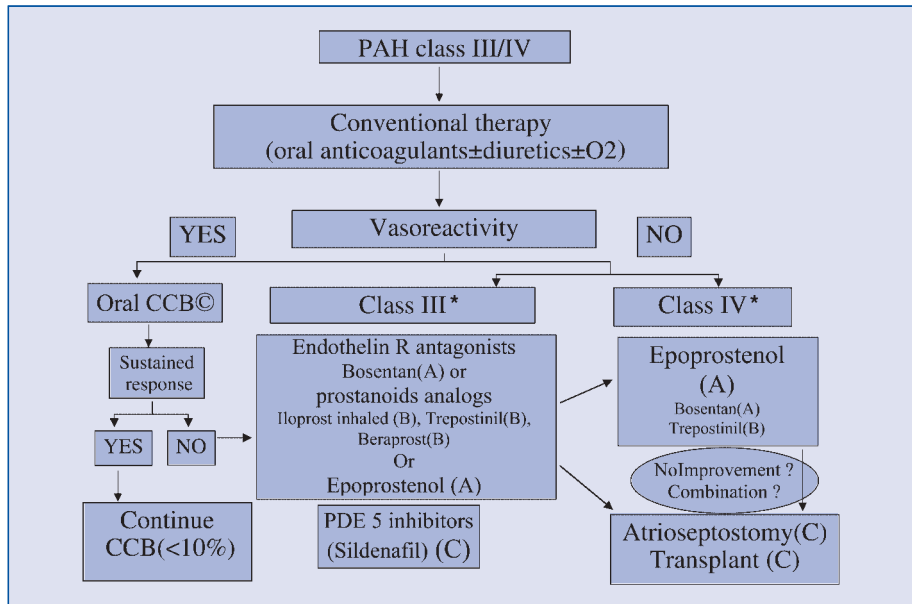 PAH class III/IV
Conventional therapy
(oral anticoagulants±diuretics±O2)
YES
Vasoreactivity
NO
Oral CCB©
Class III*
Class IV*
Sustained
response
YES
NO
Continue
CCB(<10%)
Endothelin R antagonists
Bosentan(A) or
prostanoids analogs
Iloprost inhaled (B), Trepostinil(B),
Beraprost(B)
Or
Epoprostenol (A)
PDE 5 inhibitors
(Sildenafil) (C)
Epoprostenol
(A)
Bosentan(A)
Trepostinil(B)
NoImprovement ?
Combination ?
Atrioseptostomy(C)
Transplant (C)